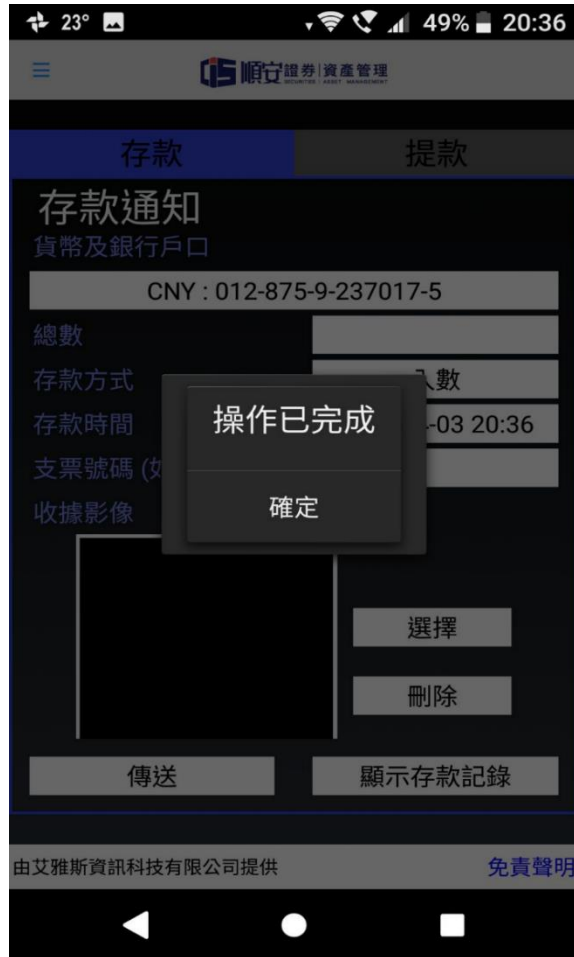 23° 49% 20:36
順安證券 資產管理
SECURITIES / ASSET MANAGEMENT
存款 提款
存款通知
貨幣及銀行戶口
CNY : 012-875-9-237017-5
總數
存款方式 入數
存款時間 -03 20:36
支票號碼 (如
操作已完成
確定
收據影像
選擇
刪除
傳送 顯示存款記錄
由艾雅斯資訊科技有限公司提供 免責聲明